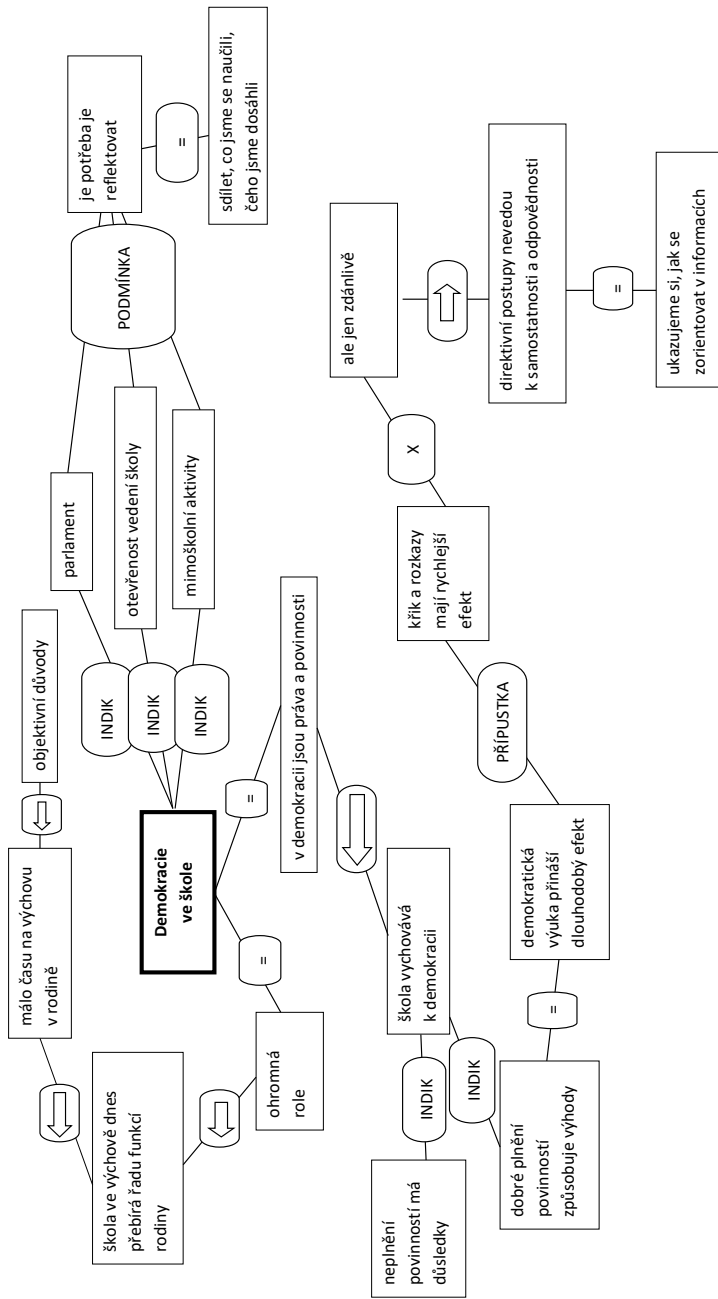 objektivní důvody
málo času na výchovu
v rodině
škola ve výchově dnes
přebírá řadu funkcí
rodiny
ohromná
role
=
Demokracie
ve škole
INDIK
INDIK
INDIK
parlament
otevřenost vedení školy
mimoškolní aktivity
PODMÍNKA
je potřeba je
reflektovat
=
sdílet, co jsme se naučili,
čeho jsme dosáhli
=
v demokracii jsou práva a povinnosti
škola vychovává
k demokracii
INDIK
neplnění
povinností má
důsledky
INDIK
dobré plnění
povinností
způsobuje výhody
=
demokratická
výuka přináší
dlouhodobý efekt
PŘÍPUSTKA
křik a rozkazy
mají rychlejší
efekt
X
ale jen zdánlivě
direktivní postupy nevedou
k samostatnosti a odpovědnosti
=
ukazujeme si, jak se
zorientovat v informacích